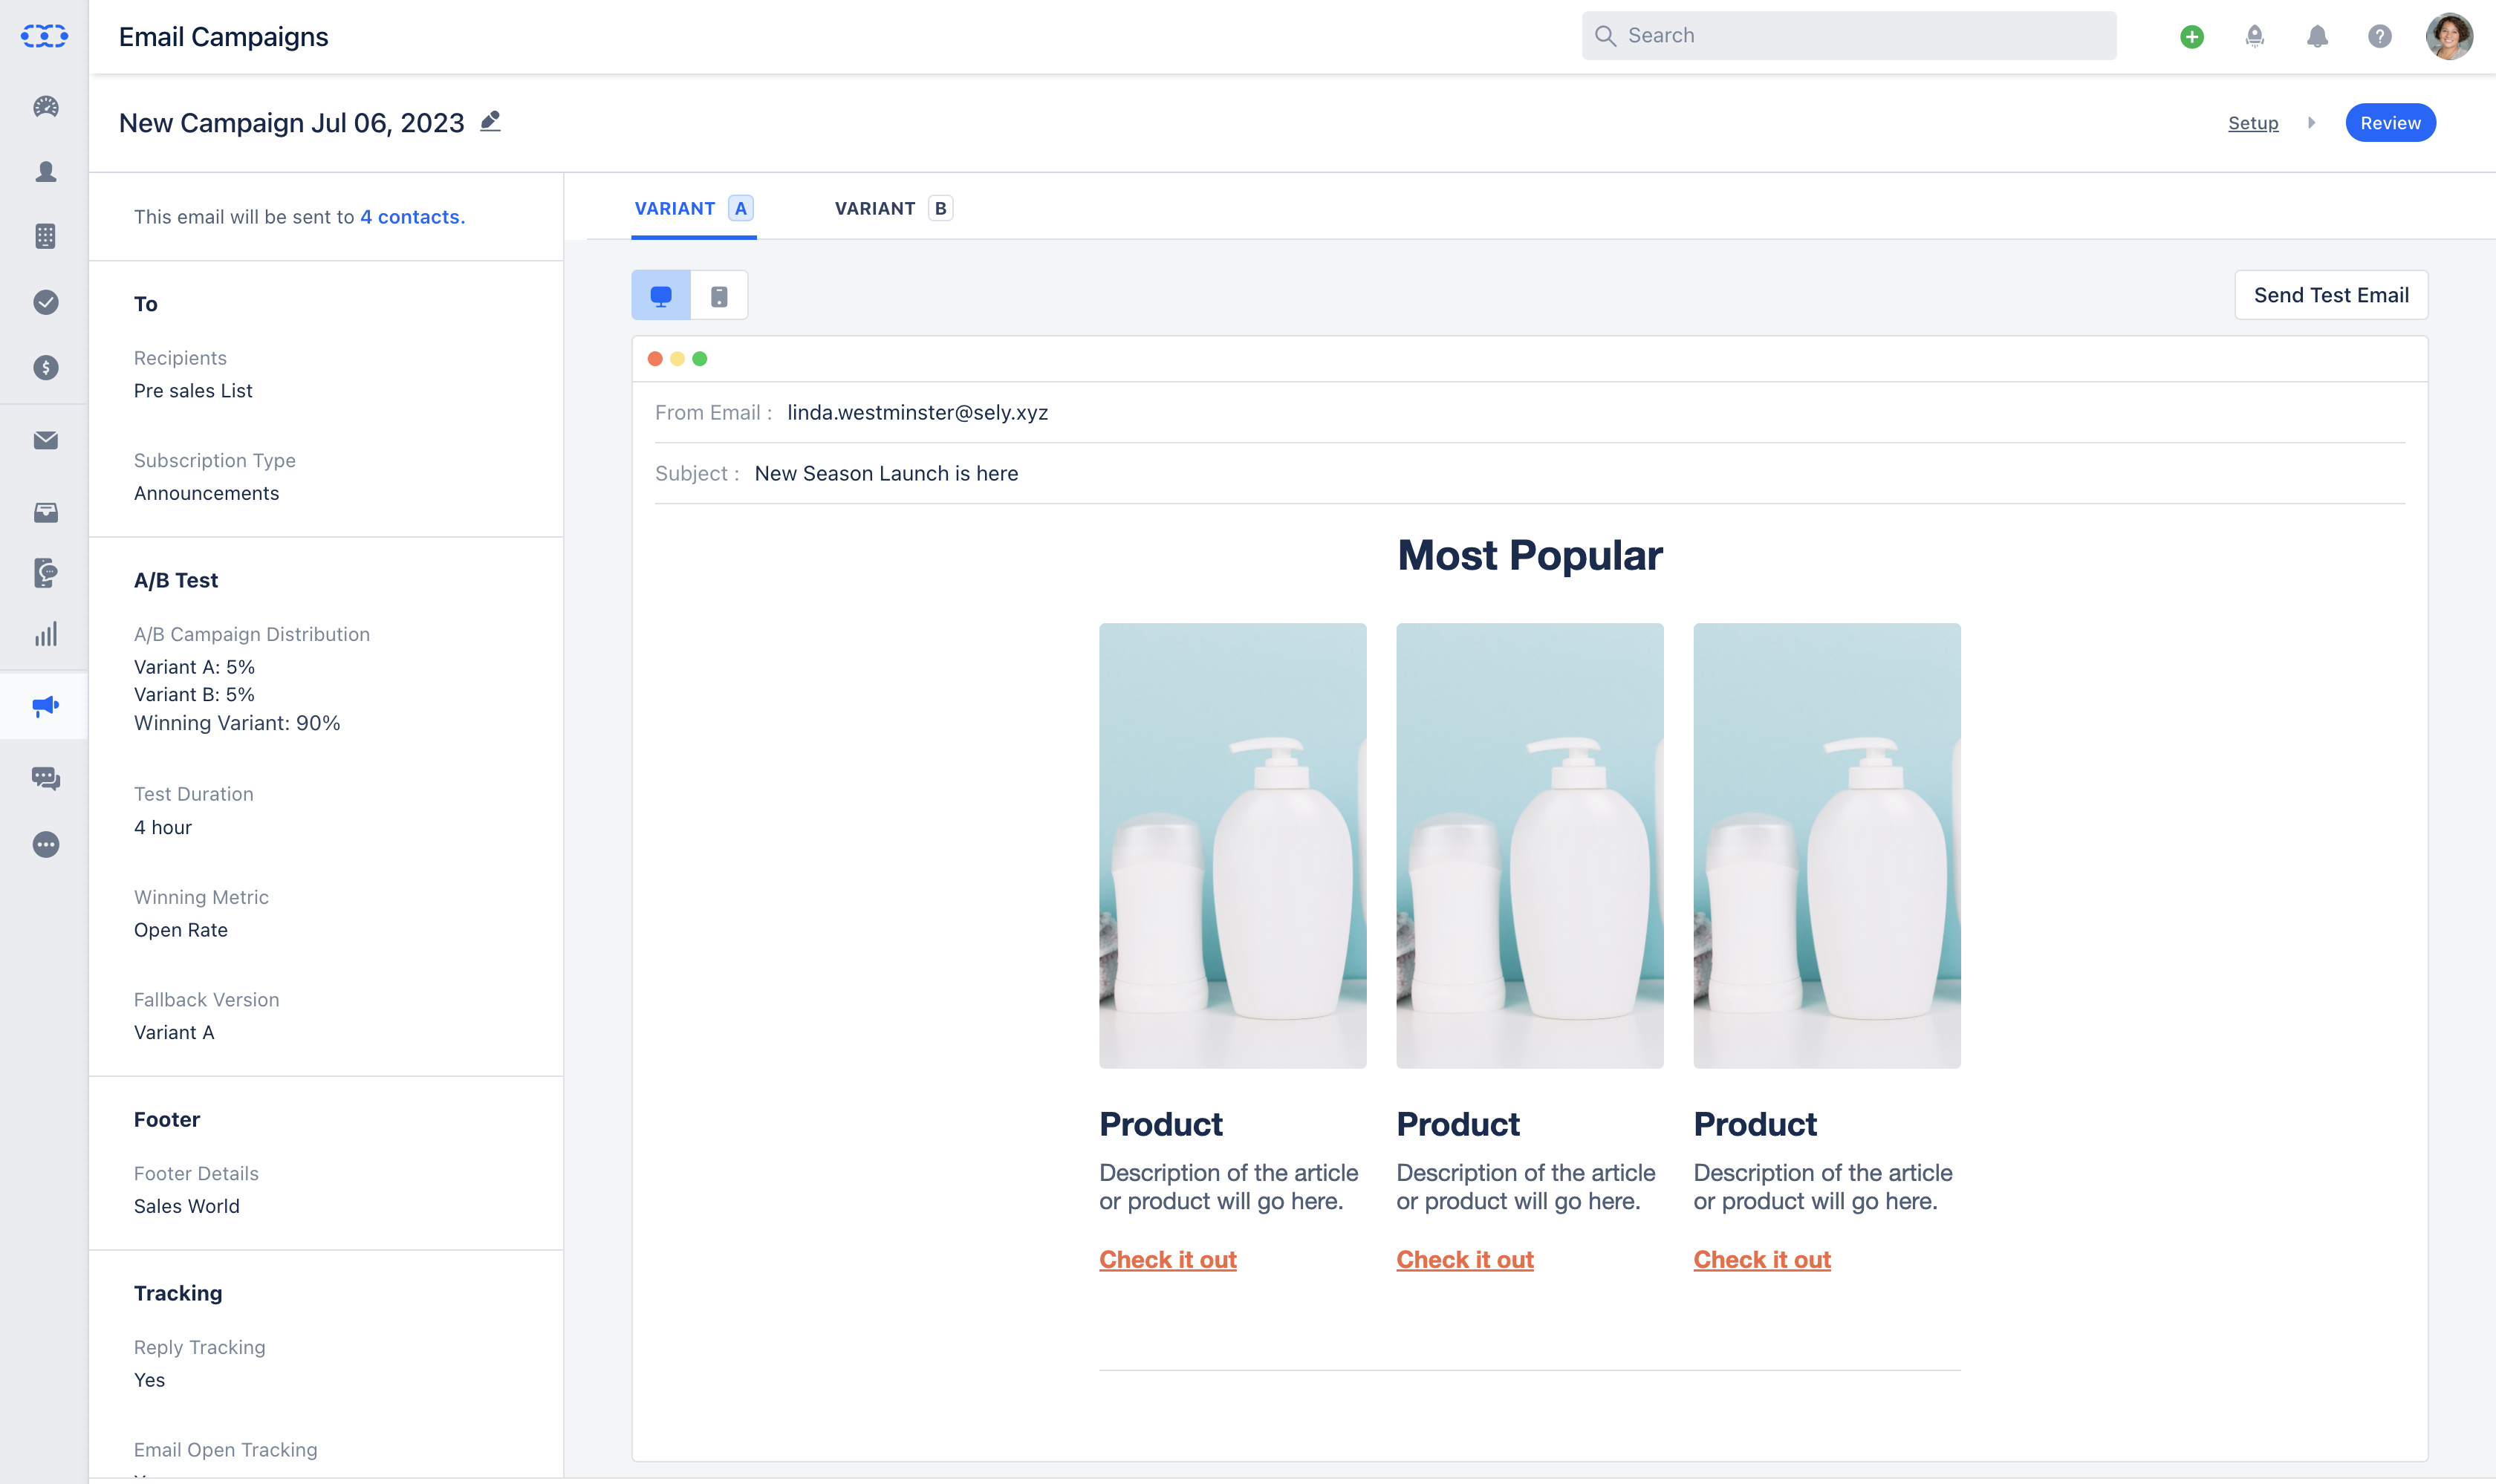 Email Campaigns
Search
New Campaign Jul 06, 2023
Setup
Review
This email will be sent to 4 contacts.
To
Recipients
Pre sales List
Subscription Type
Announcements
A/B Test
A/B Campaign Distribution
Variant A: 5%
Variant B: 5%
Winning Variant: 90%
Test Duration
4 hour
Winning Metric
Open Rate
Fallback Version
Variant A
Footer
Footer Details
Sales World
Tracking
Reply Tracking
Yes
Email Open Tracking
VARIANT A
VARIANT B
Send Test Email
From Email : linda.westminster@sely.xyz
Subject : New Season Launch is here
Most Popular
Product
Description of the article
or product will go here.
Check it out
Product
Description of the article
or product will go here.
Check it out
Product
Description of the article
or product will go here.
Check it out